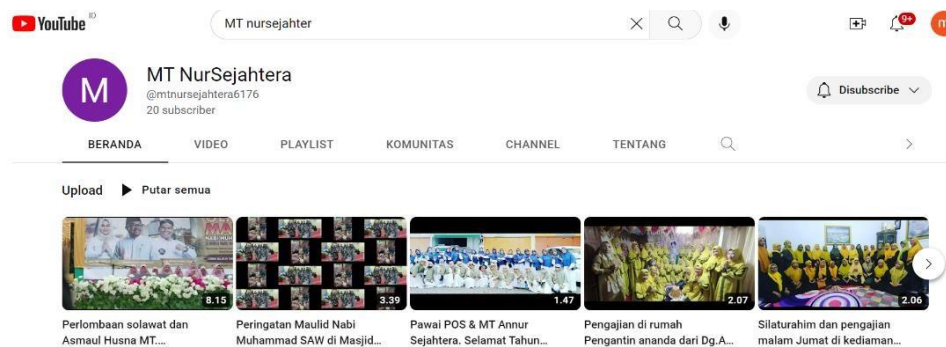 YouTube ID
MT nursejahter
9+
M
MT NurSejahtera
@mtnursejahtera6176
20 subscriber
Disubscribe
BERANDA VIDEO PLAYLIST KOMUNITAS CHANNEL TENTANG
Upload Putar semua
8.15 3.39 1.47 2.07 2.06
Perlombaan solawat dan
Asmaul Husna MT....
Peringatan Maulid Nabi
Muhammad SAW di Masjid...
Pawai POS & MT Annur
Sejahtera. Selamat Tahun...
Pengajian di rumah
Pengantin ananda dari Dg.A...
Silaturahim dan pengajian
malam Jumat di kediaman...